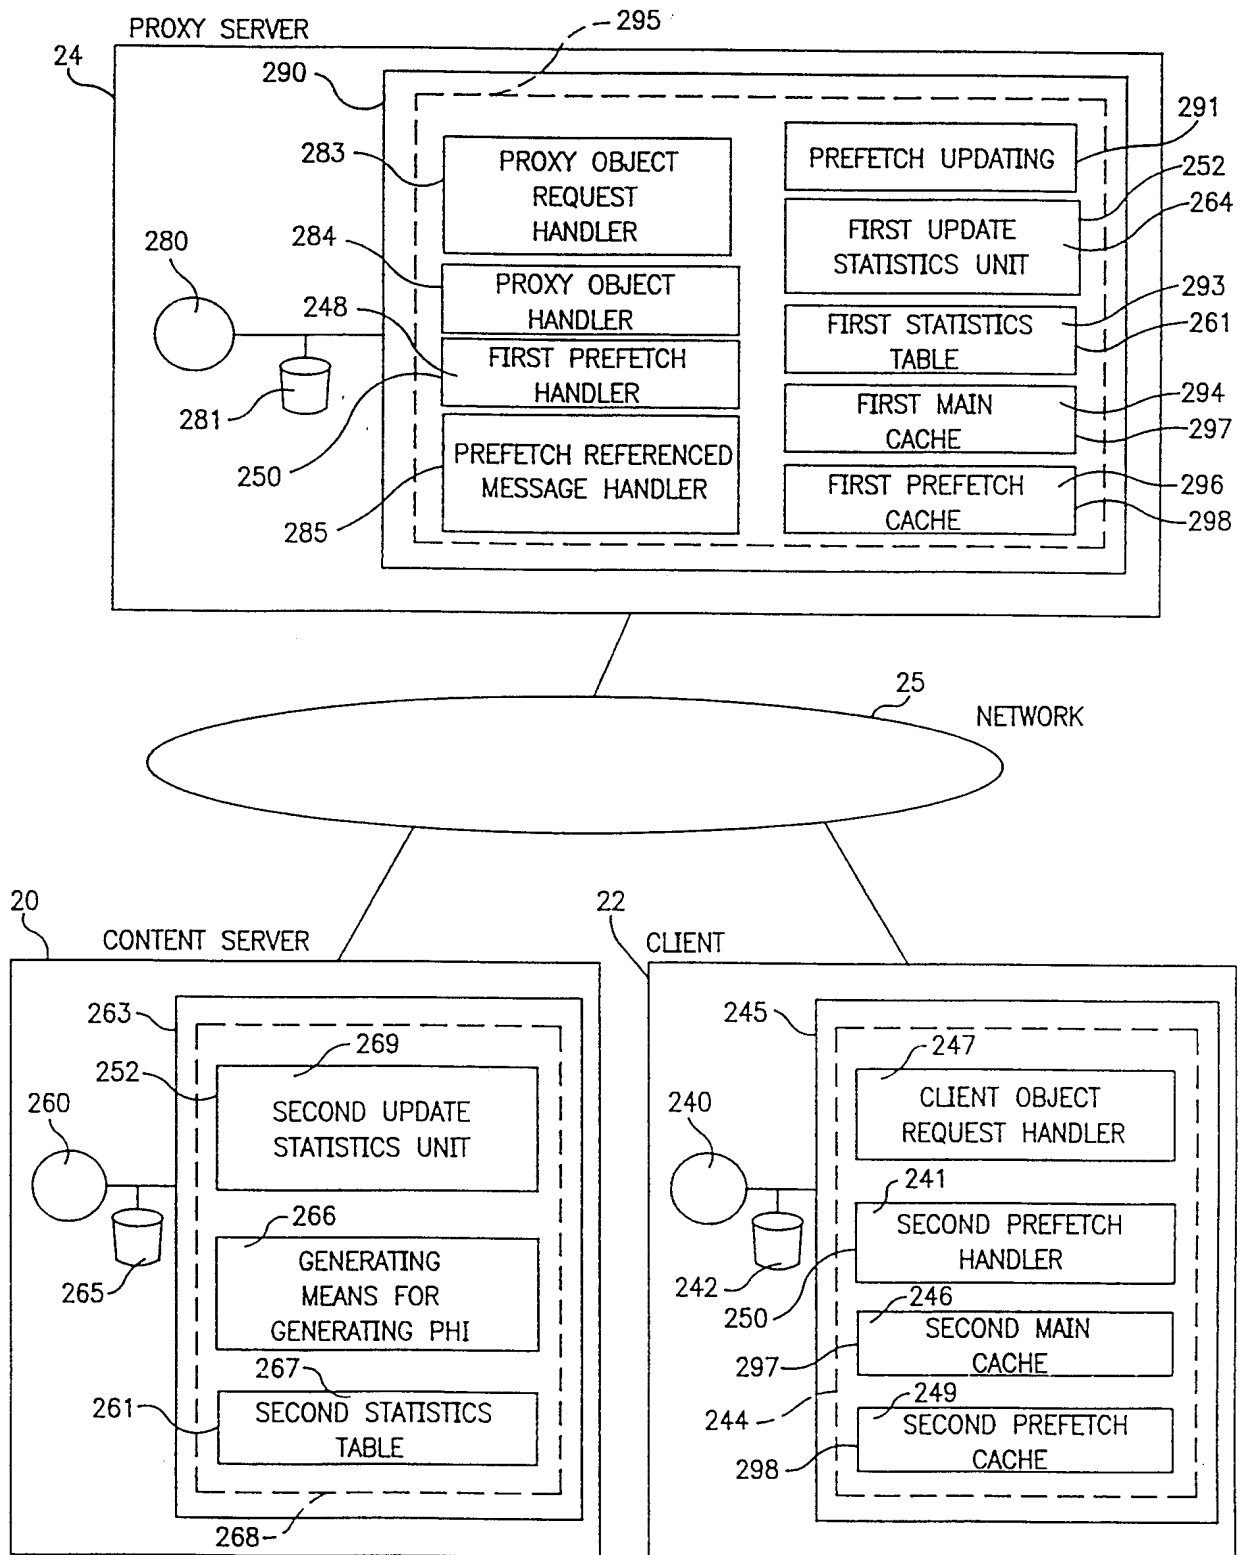 PROXY SERVER
295
24
290
283
PROXY OBJECT
REQUEST
HANDLER
PREFETCH UPDATING
291
252
264
FIRST UPDATE
STATISTICS UNIT
280
284
PROXY OBJECT
HANDLER
293
FIRST STATISTICS
TABLE
261
248
FIRST PREFETCH
HANDLER
281
250
294
FIRST MAIN
CACHE
297
PREFETCH REFERENCED
MESSAGE HANDLER
285
FIRST PREFETCH
CACHE
296
298
25
NETWORK
20
CONTENT SERVER
263
269
252
260
SECOND UPDATE
STATISTICS UNIT
265
266
GENERATING
MEANS FOR
GENERATING PHI
267
261
SECOND STATISTICS
TABLE
268
22
CLIENT
245
247
CLIENT OBJECT
REQUEST HANDLER
240
241
SECOND PREFETCH
HANDLER
242
250
246
SECOND MAIN
CACHE
297
249
244
SECOND PREFETCH
CACHE
298